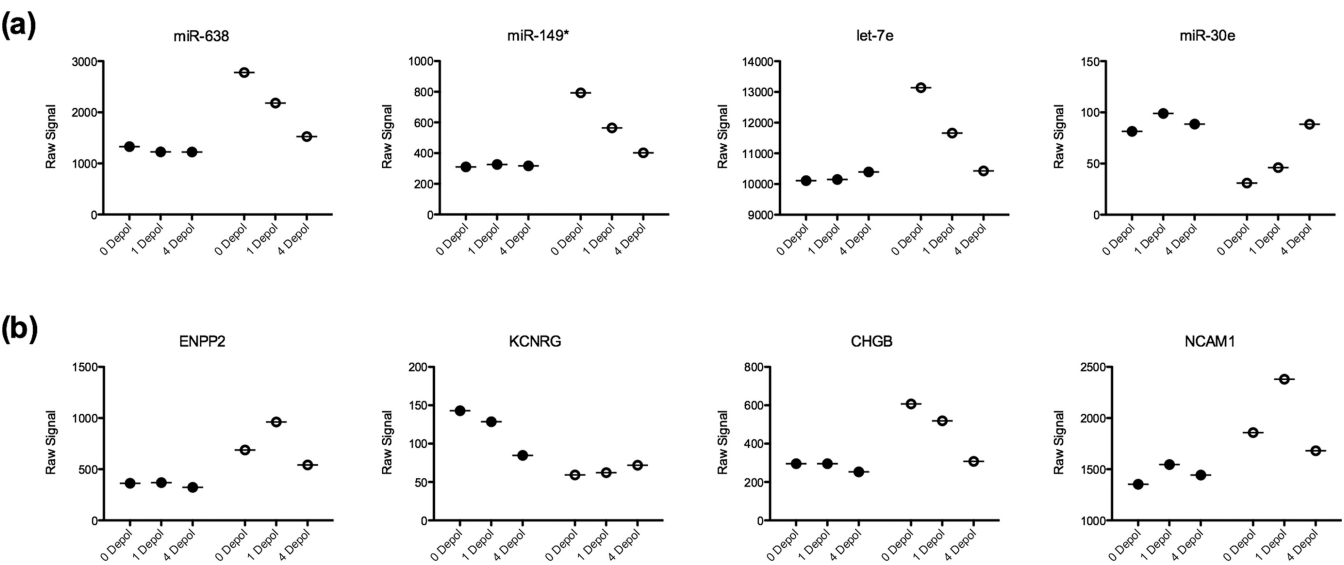 (a)
miR-638
Raw Signal
3000
2000
1000
0
0 Depol
1 Depol
4 Depol
0 Depol
1 Depol
4 Depol
miR-149*
Raw Signal
1000
800
600
400
200
0
0 Depol
1 Depol
4 Depol
0 Depol
1 Depol
4 Depol
let-7e
Raw Signal
14000
13000
12000
11000
10000
9000
0 Depol
1 Depol
4 Depol
0 Depol
1 Depol
4 Depol
miR-30e
Raw Signal
150
100
50
0
0 Depol
1 Depol
4 Depol
0 Depol
1 Depol
4 Depol
(b)
ENPP2
Raw Signal
1500
1000
500
0
0 Depol
1 Depol
4 Depol
0 Depol
1 Depol
4 Depol
KCNRG
Raw Signal
200
150
100
50
0
0 Depol
1 Depol
4 Depol
0 Depol
1 Depol
4 Depol
CHGB
Raw Signal
800
600
400
200
0
0 Depol
1 Depol
4 Depol
0 Depol
1 Depol
4 Depol
NCAM1
Raw Signal
2500
2000
1500
1000
0 Depol
1 Depol
4 Depol
0 Depol
1 Depol
4 Depol